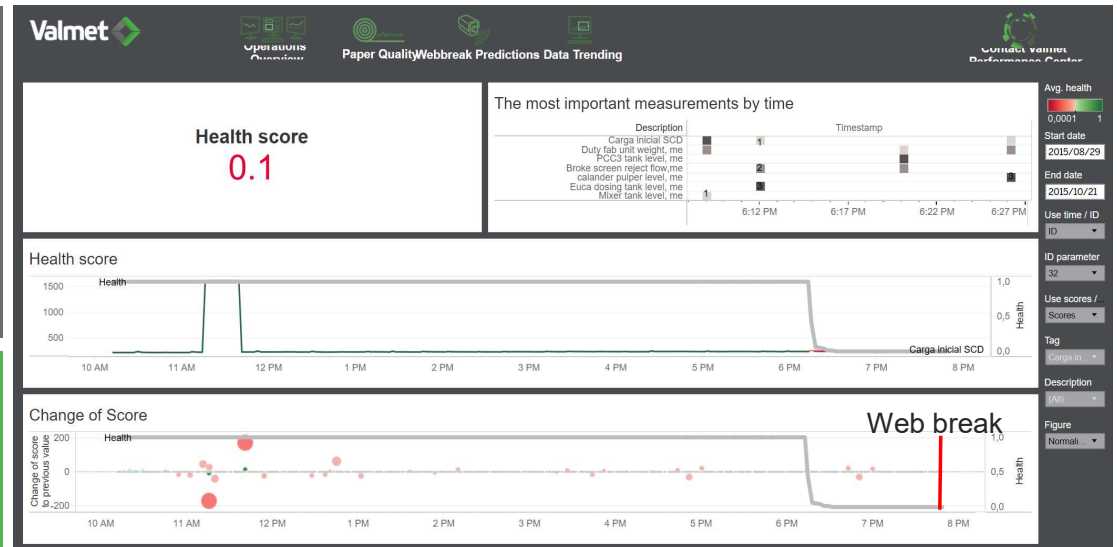 Valmet
Operations
Overview
Paper Quality
Webbreak Predictions
Data Trending
Contact Valmet
Performance Center
Health score
0.1
The most important measurements by time
Description
Timestamp
Carga inicial SCD
1
Duty fab unit weight, me
PCC3 tank level, me
Broke screen reject flow,me
2
calander pulper level, me
3
Euca dosing tank level, me
3
Mixer tank level, me
1
6:12 PM 6:17 PM 6:22 PM 6:27 PM
Avg. health
0,0001 1
Start date
2015/08/29
End date
2015/10/21
Use time / ID
ID
ID parameter
32
Use scores /...
Scores
Tag
Carga in...
Description
(All)
Figure
Normali...
Health score
Health
1500
1000
500
1,0
0,5
0,0
Health
Carga inicial SCD
10 AM 11 AM 12 PM 1 PM 2 PM 3 PM 4 PM 5 PM 6 PM 7 PM 8 PM
Change of Score
Web break
Change of score
to previous value
200
0
-200
Health
1,0
0,5
0,0
Health
10 AM 11 AM 12 PM 1 PM 2 PM 3 PM 4 PM 5 PM 6 PM 7 PM 8 PM